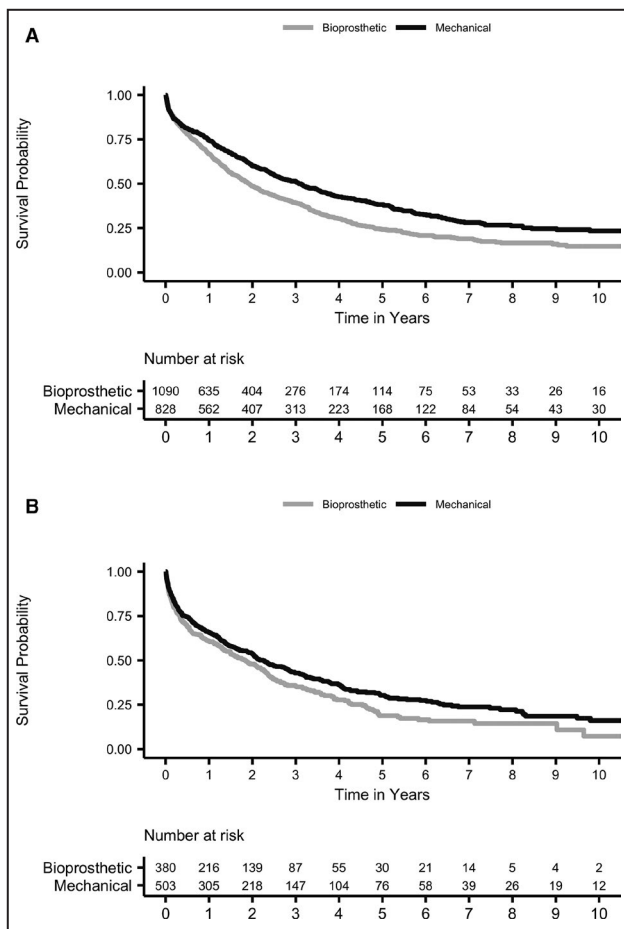 A
Bioprosthetic Mechanical
Survival Probability
1.00
0.75
0.50
0.25
0.00
0 1 2 3 4 5 6 7 8 9 10
Time in Years
Number at risk
Bioprosthetic 1090 635 404 276 174 114 75 53 33 26 16
Mechanical 828 562 407 313 223 168 122 84 54 43 30
0 1 2 3 4 5 6 7 8 9 10
B
Bioprosthetic Mechanical
Survival Probability
1.00
0.75
0.50
0.25
0.00
0 1 2 3 4 5 6 7 8 9 10
Time in Years
Number at risk
Bioprosthetic 380 216 139 87 55 30 21 14 5 4 2
Mechanical 503 305 218 147 104 76 58 39 26 19 12
0 1 2 3 4 5 6 7 8 9 10